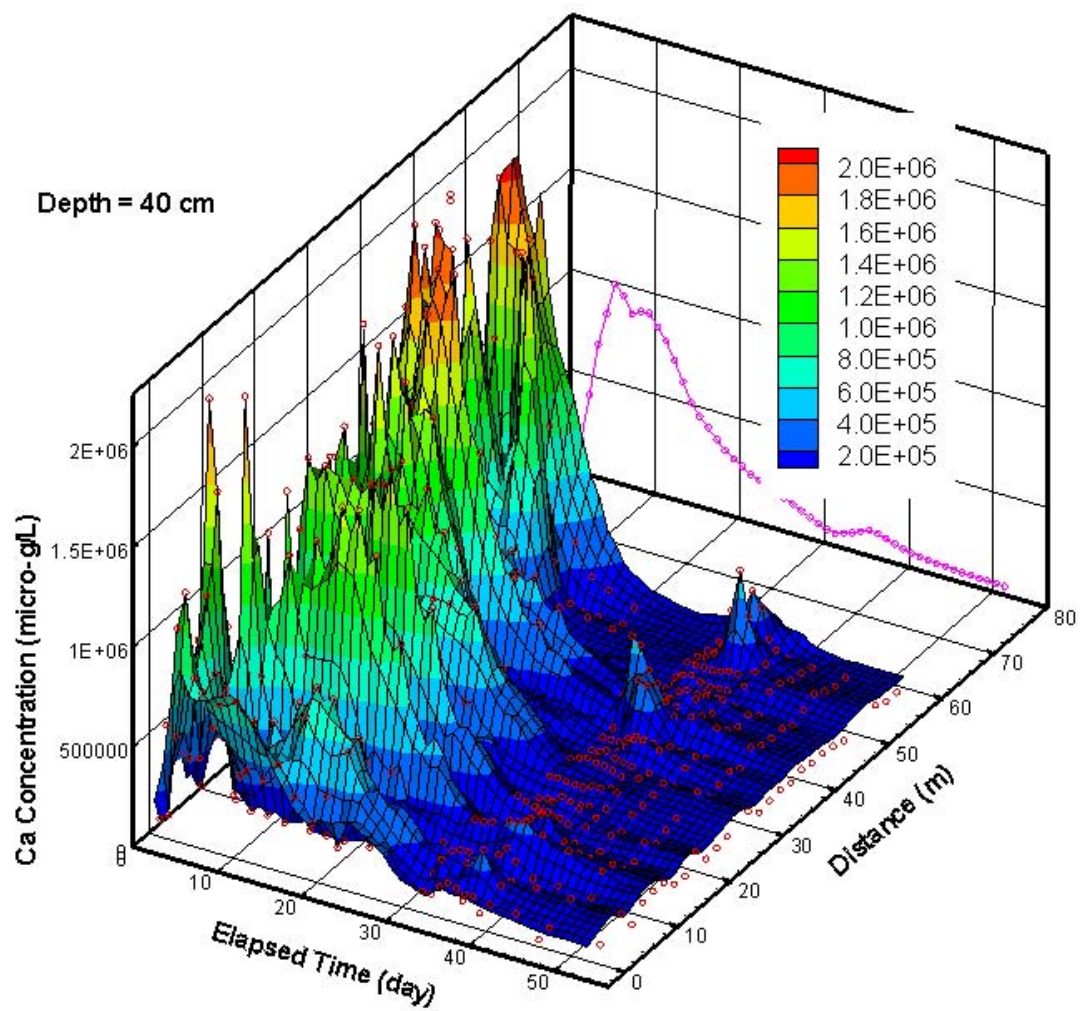 Depth = 40 cm
2.0E+06
1.8E+06
1.6E+06
1.4E+06
1.2E+06
1.0E+06
8.0E+05
6.0E+05
4.0E+05
2.0E+05
Ca Concentration (micro-g/L)
2E+06
1.5E+06
1E+06
500000
0
10
20
30
40
50
Elapsed Time (day)
0
10
20
30
40
50
60
70
80
Distance (m)